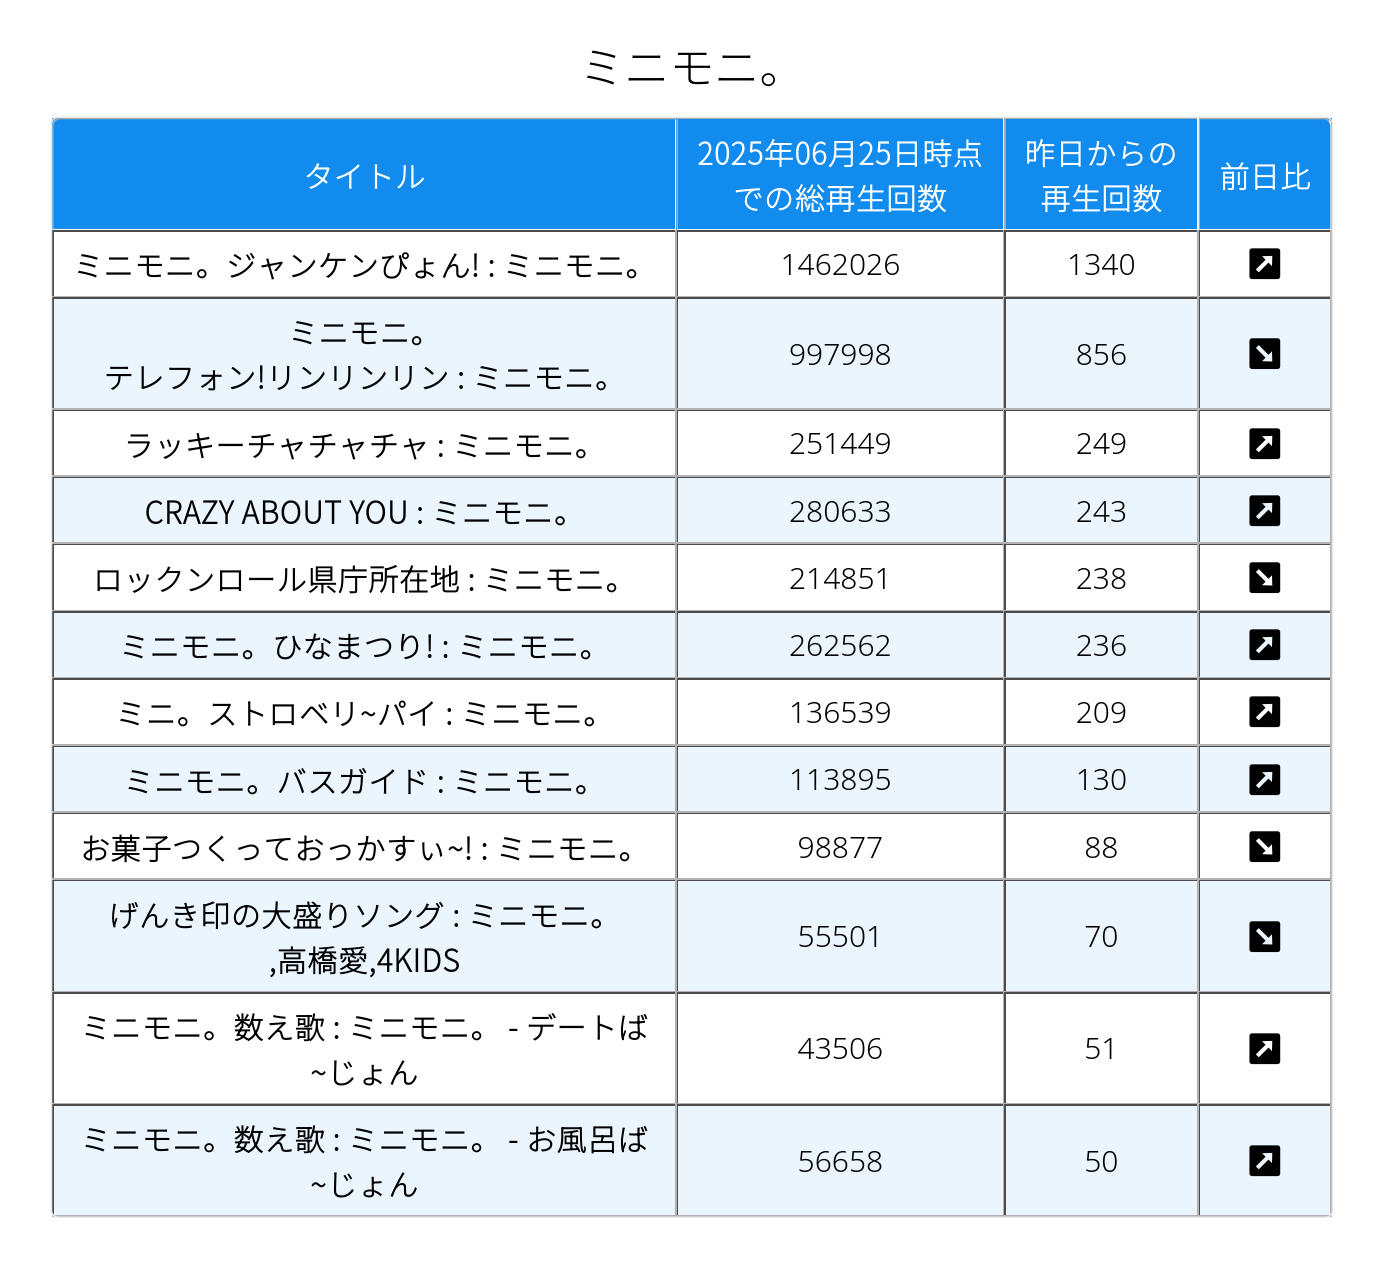 ミニモニ。
タイトル
2025年06月25日時点
での総再生回数
昨日からの
再生回数
前日比
ミニモニ。ジャンケンぴょん! : ミニモニ。
1462026
1340
ミニモニ。
テレフォン!リンリンリン : ミニモニ。
997998
856
ラッキーチャチャチャ : ミニモニ。
251449
249
CRAZY ABOUT YOU : ミニモニ。
280633
243
ロックンロール県庁所在地 : ミニモニ。
214851
238
ミニモニ。ひなまつり! : ミニモニ。
262562
236
ミニ。ストロベリ~パイ : ミニモニ。
136539
209
ミニモニ。バスガイド : ミニモニ。
113895
130
お菓子つくっておっかすぃ~! : ミニモニ。
98877
88
げんき印の大盛りソング : ミニモニ。
,高橋愛,4KIDS
55501
70
ミニモニ。数え歌 : ミニモニ。 - デートば
~じょん
43506
51
ミニモニ。数え歌 : ミニモニ。 - お風呂ば
~じょん
56658
50